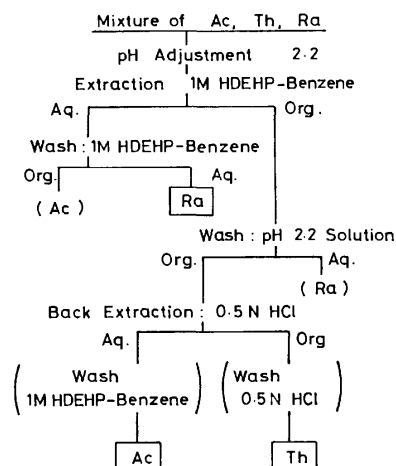 Mixture of Ac, Th, Ra
pH Adjustment 2.2
Extraction 1M HDEHP-Benzene
Aq. Org.
Wash : 1M HDEHP-Benzene
Org. Aq.
(Ac) Ra
Wash : pH 2.2 Solution
Org. Aq.
(Ra)
Back Extraction : 0.5 N HCl
Aq. Org
(Wash 1M HDEHP-Benzene) (Wash 0.5 N HCl)
Ac Th